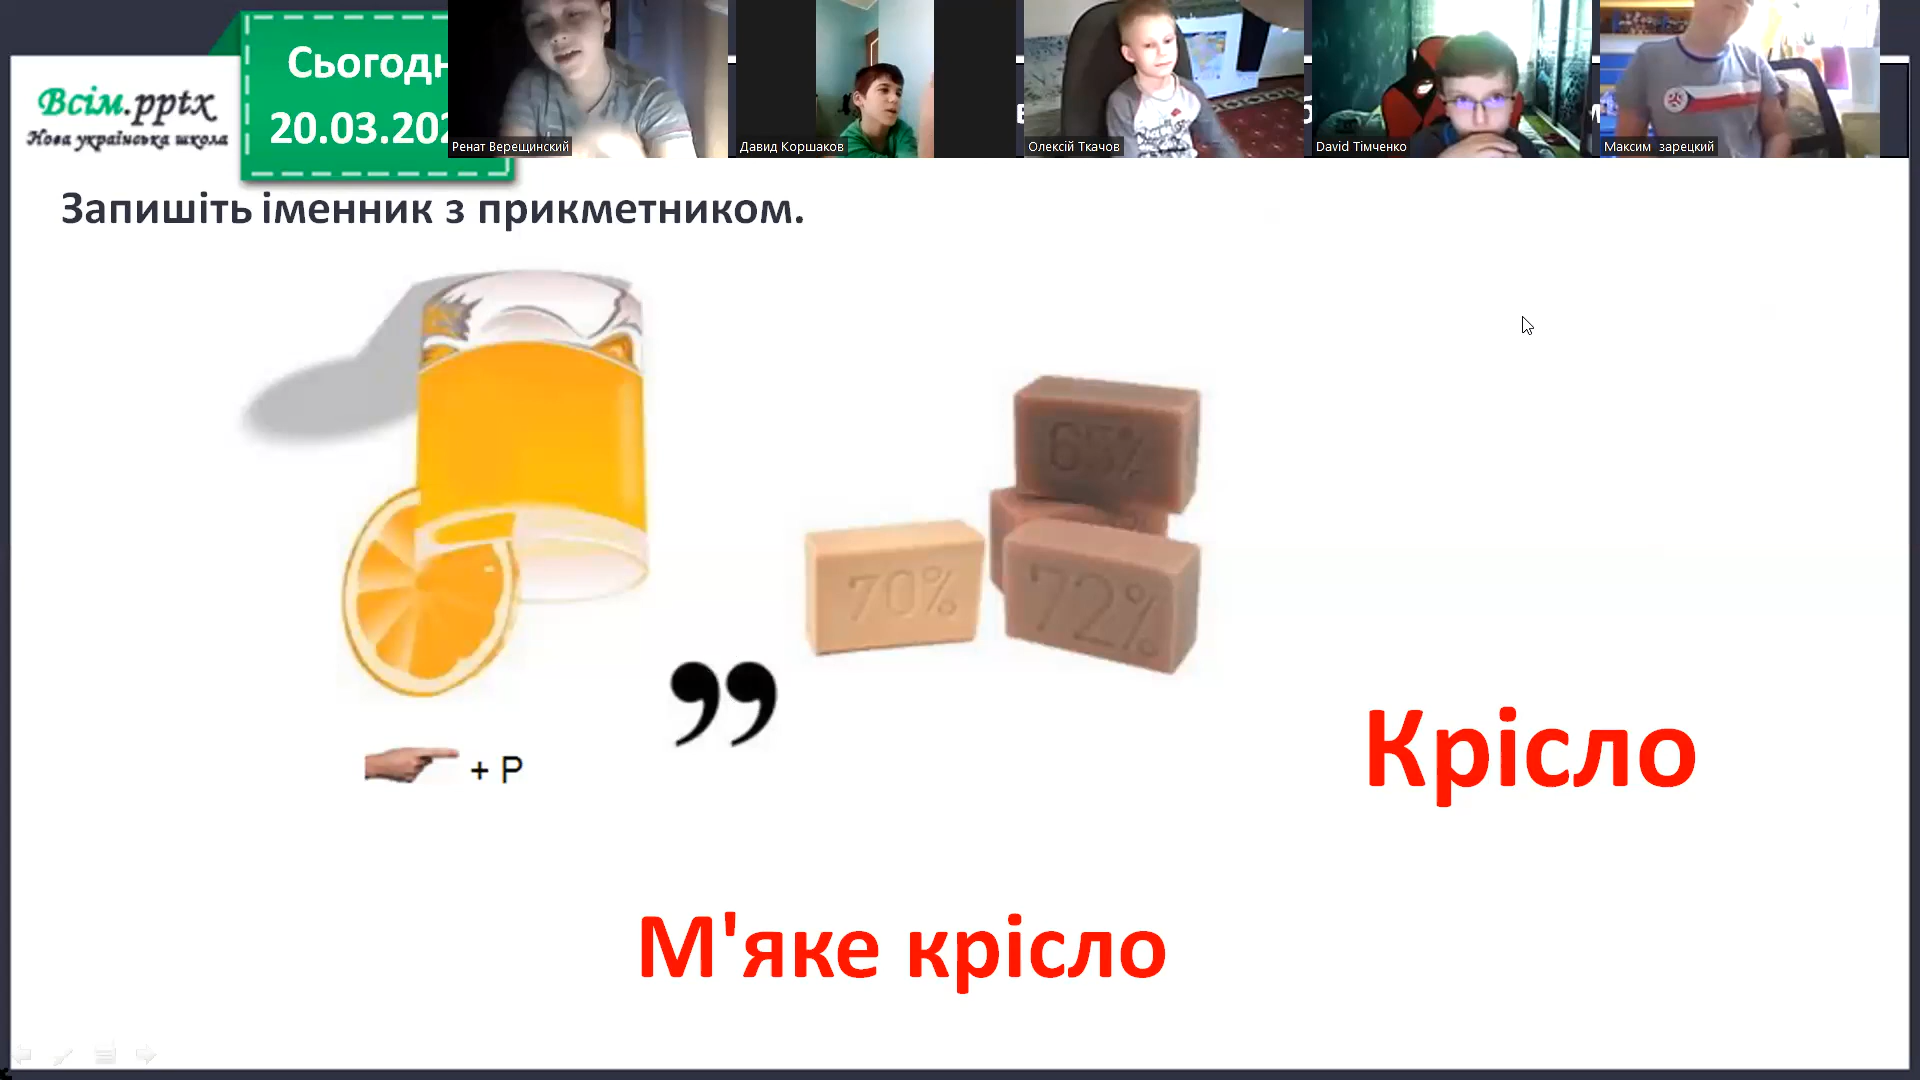 Сьогодн
20.03.202
Всім.pptx
Нова українська школа
Ренат Верещинский
Давид Коршаков
Олексій Ткачов
David Тімченко
Максим зарецкий
Запишіть іменник з прикметником.
65%
70%
72%
+ Р
”
Крісло
М'яке крісло